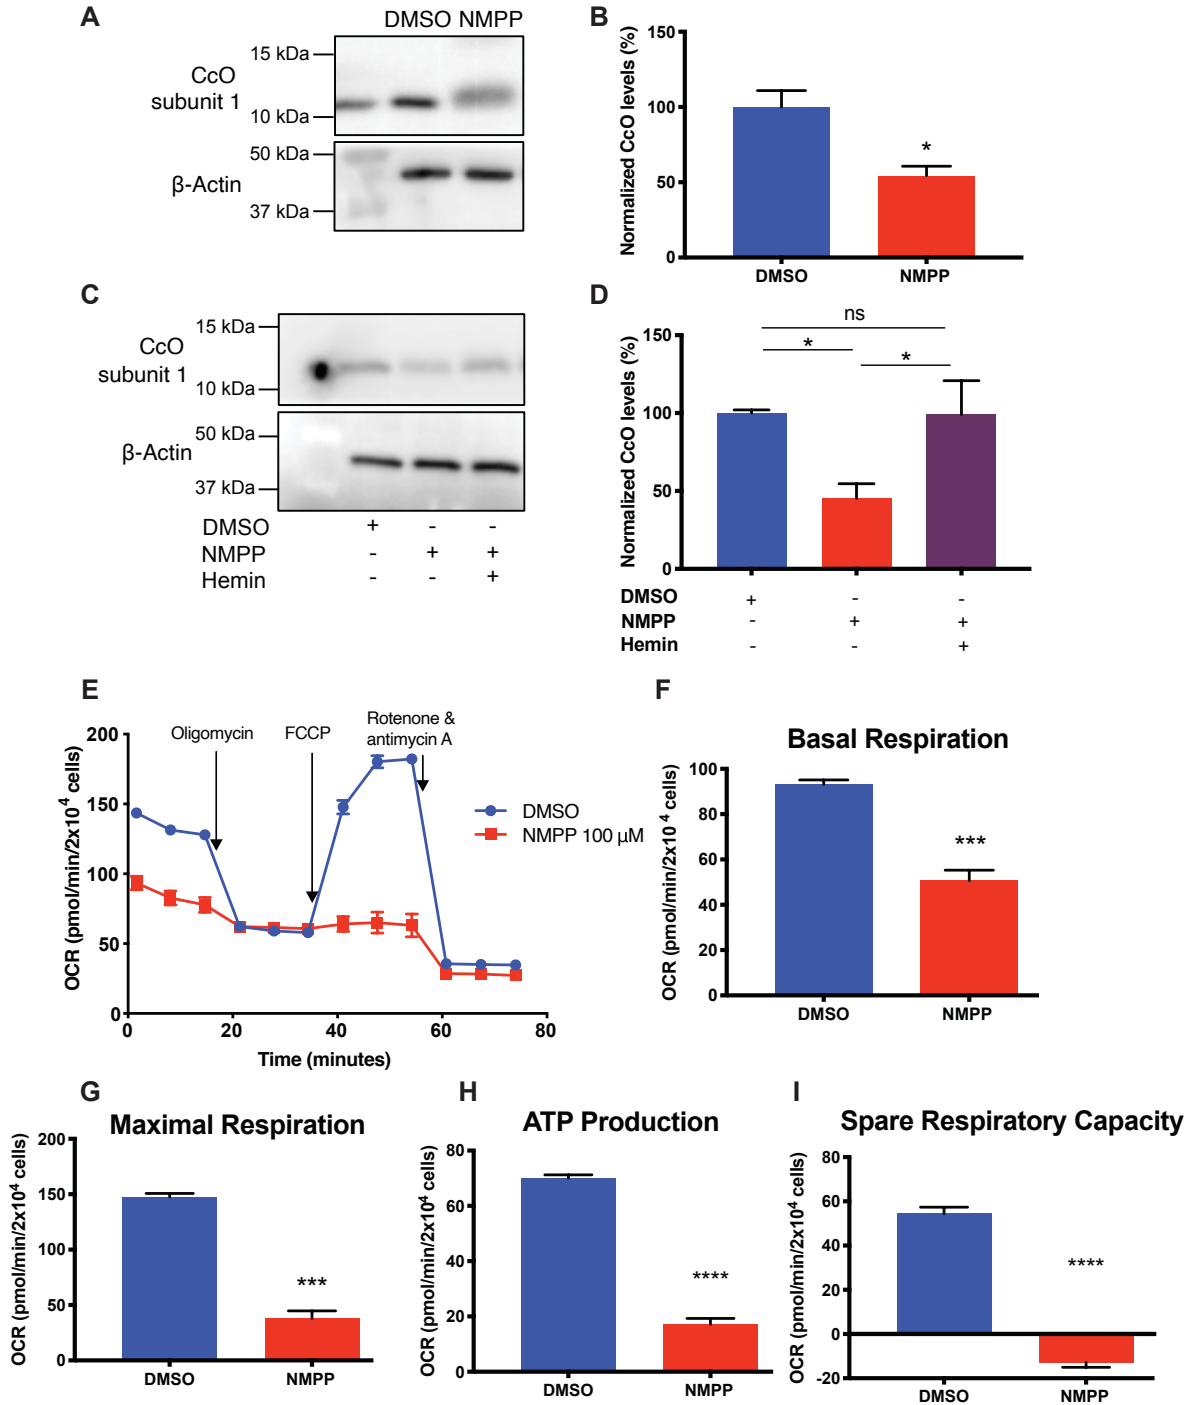 A
DMSO NMPP
15 kDa
CcO
subunit 1
10 kDa
50 kDa
β-Actin
37 kDa
B
Normalized CcO levels (%)
150
100
50
0
*
DMSO
NMPP
C
15 kDa
CcO
subunit 1
10 kDa
50 kDa
β-Actin
37 kDa
DMSO + - -
NMPP - + +
Hemin - - +
D
Normalized CcO levels (%)
150
100
50
0
ns
*
*
DMSO + - -
NMPP - + +
Hemin - - +
E
OCR (pmol/min/2x10⁴ cells)
200
150
100
50
0
Oligomycin
FCCP
Rotenone &
antimycin A
DMSO
NMPP 100 µM
0 20 40 60 80
Time (minutes)
F
Basal Respiration
OCR (pmol/min/2x10⁴ cells)
100
80
60
40
20
0
***
DMSO
NMPP
G
Maximal Respiration
OCR (pmol/min/2x10⁴ cells)
200
150
100
50
0
***
DMSO
NMPP
H
ATP Production
OCR (pmol/min/2x10⁴ cells)
80
60
40
20
0
****
DMSO
NMPP
I
Spare Respiratory Capacity
OCR (pmol/min/2x10⁴ cells)
80
60
40
20
0
-20
****
DMSO
NMPP